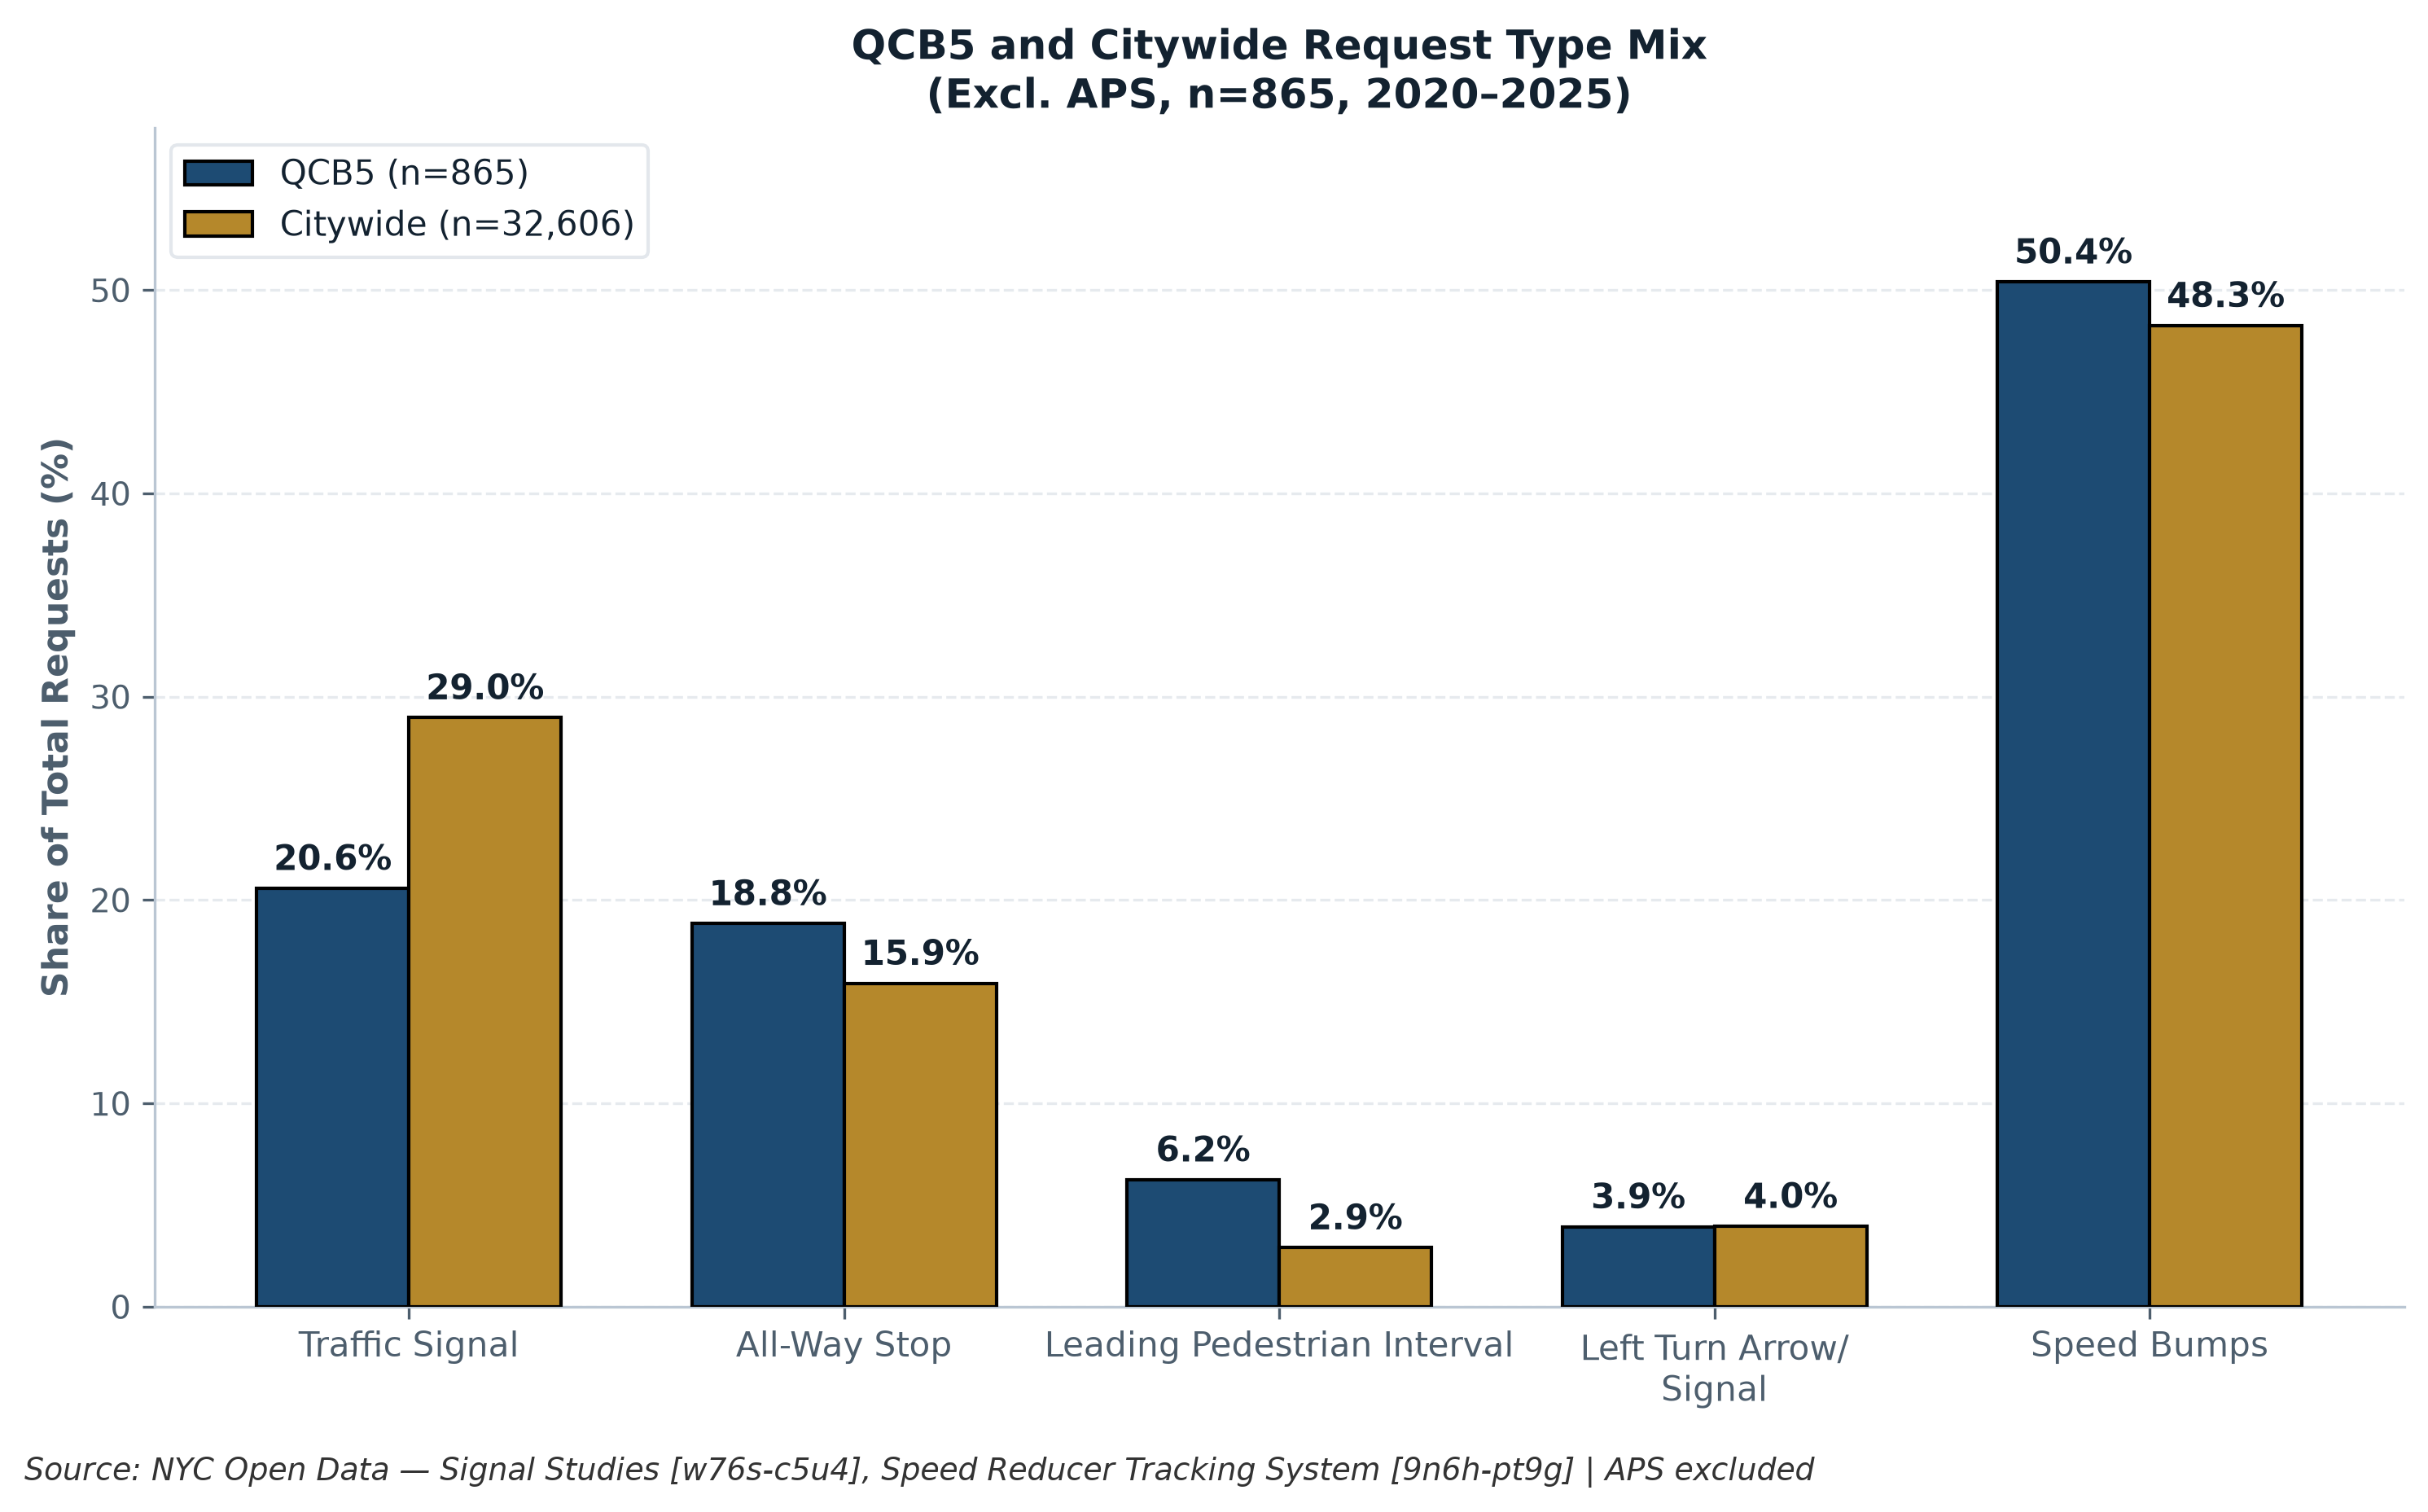 QCB5 and Citywide Request Type Mix
(Excl. APS, n=865, 2020–2025)
QCB5 (n=865)
Citywide (n=32,606)
Share of Total Requests (%)
50
40
30
20
10
0
20.6%
29.0%
18.8%
15.9%
6.2%
2.9%
3.9%
4.0%
50.4%
48.3%
Traffic Signal
All-Way Stop
Leading Pedestrian Interval
Left Turn Arrow/
Signal
Speed Bumps
Source: NYC Open Data — Signal Studies [w76s-c5u4], Speed Reducer Tracking System [9n6h-pt9g] | APS excluded